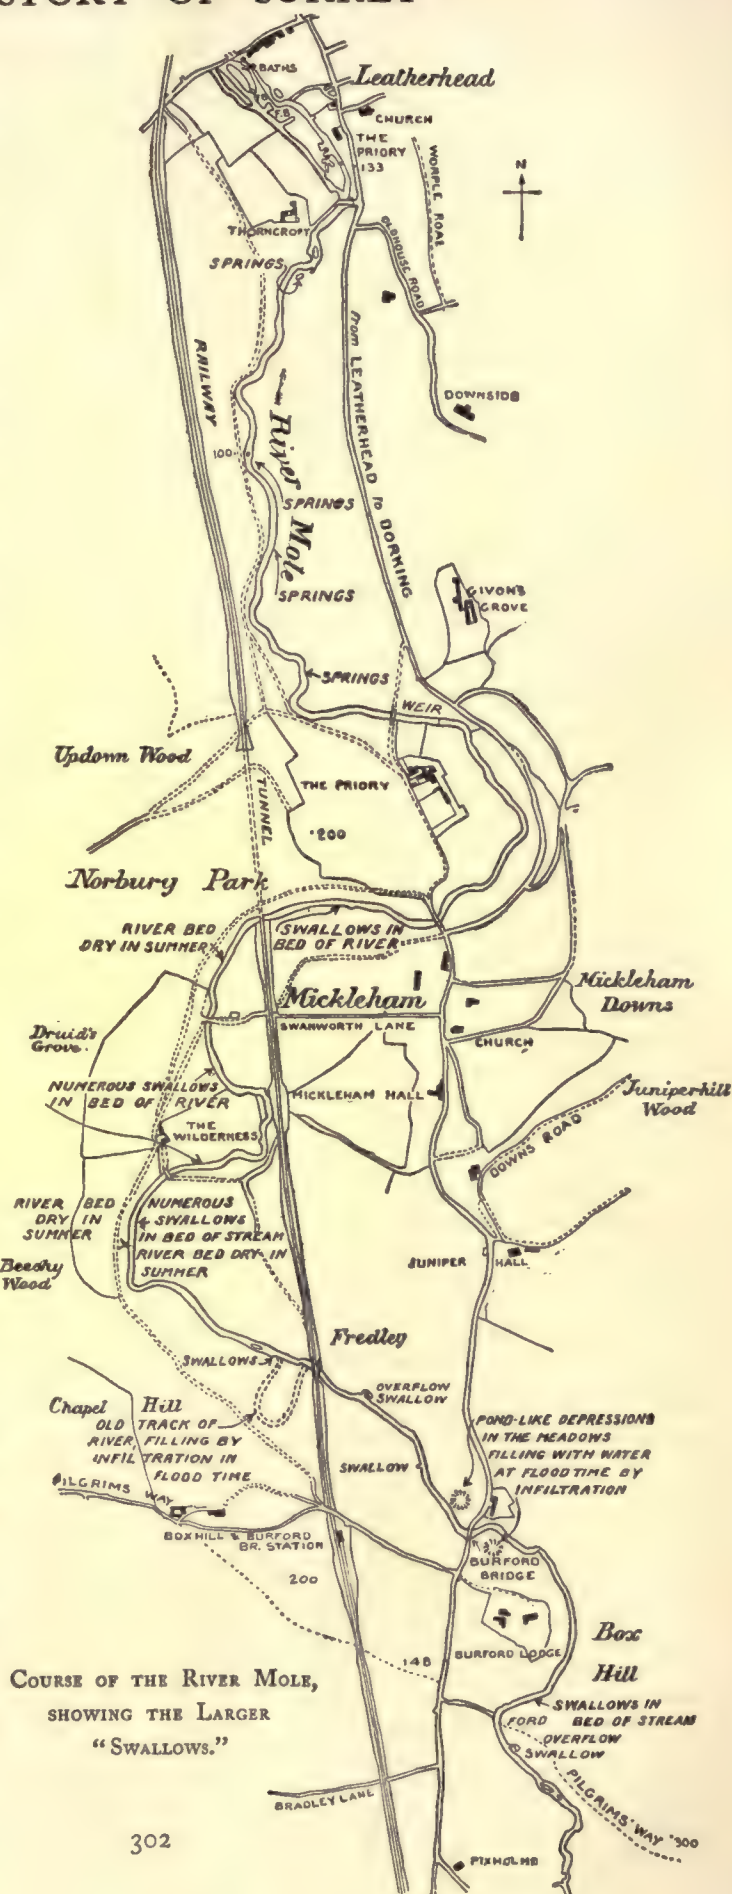 STORY OF SURREY
BATHS
Leatherhead
CHURCH
THE
PRIORY
133
WORPLE ROAD
N
THORNCROFT
OLDHOUSE ROAD
SPRINGS
RAILWAY
from LEATHERHEAD To DORKING
DOWNSIDE
River Mole
100
SPRINGS
SPRINGS
GIVON'S
GROVE
SPRINGS
WEIR
Updown Wood
TUNNEL
THE PRIORY
200
Norbury Park
RIVER BED
DRY IN SUMMER
SWALLOWS IN
BED OF RIVER
Mickleham
Mickleham
Downs
SWANWORTH LANE
CHURCH
Druid's
Grove.
NUMEROUS SWALLOWS
IN BED OF RIVER
MICKLEHAM HALL
Juniperhill
Wood
THE
WILDERNESS
DOWNS ROAD
RIVER BED
DRY IN
SUMMER
NUMEROUS
SWALLOWS
IN BED OF STREAM
RIVER BED DRY IN
SUMMER
Beechy
Wood
JUNIPER HALL
Fredley
SWALLOWS
OVERFLOW
SWALLOW
Chapel Hill
OLD TRACK OF
RIVER, FILLING BY
INFILTRATION IN
FLOOD TIME
POND-LIKE DEPRESSIONS
IN THE MEADOWS
FILLING WITH WATER
AT FLOOD TIME BY
INFILTRATION
SWALLOW
PILGRIMS WAY
BOXHILL & BURFORD
BR. STATION
BURFORD
BRIDGE
200
Box
Hill
BURFORD LODGE
148
SWALLOWS IN
BED OF STREAM
FORD
OVERFLOW
SWALLOW
COURSE OF THE RIVER MOLE,
SHOWING THE LARGER
"SWALLOWS."
PILGRIMS' WAY
300
BRADLEY LANE
PIXHOLME
302